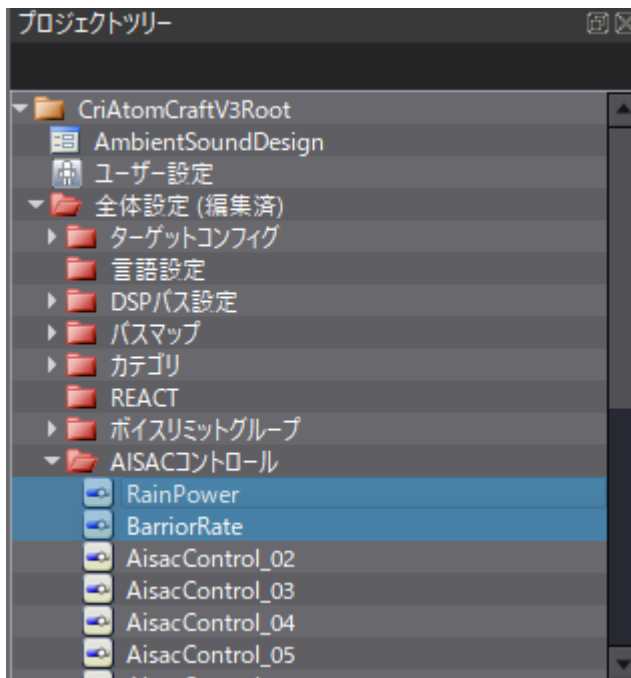 プロジェクトツリー
CriAtomCraftV3Root
AmbientSoundDesign
ユーザー設定
全体設定 (編集済)
ターゲットコンフィグ
言語設定
DSPバス設定
バスマップ
カテゴリ
REACT
ボイスリミットグループ
AISACコントロール
RainPower
BarriorRate
AisacControl_02
AisacControl_03
AisacControl_04
AisacControl_05